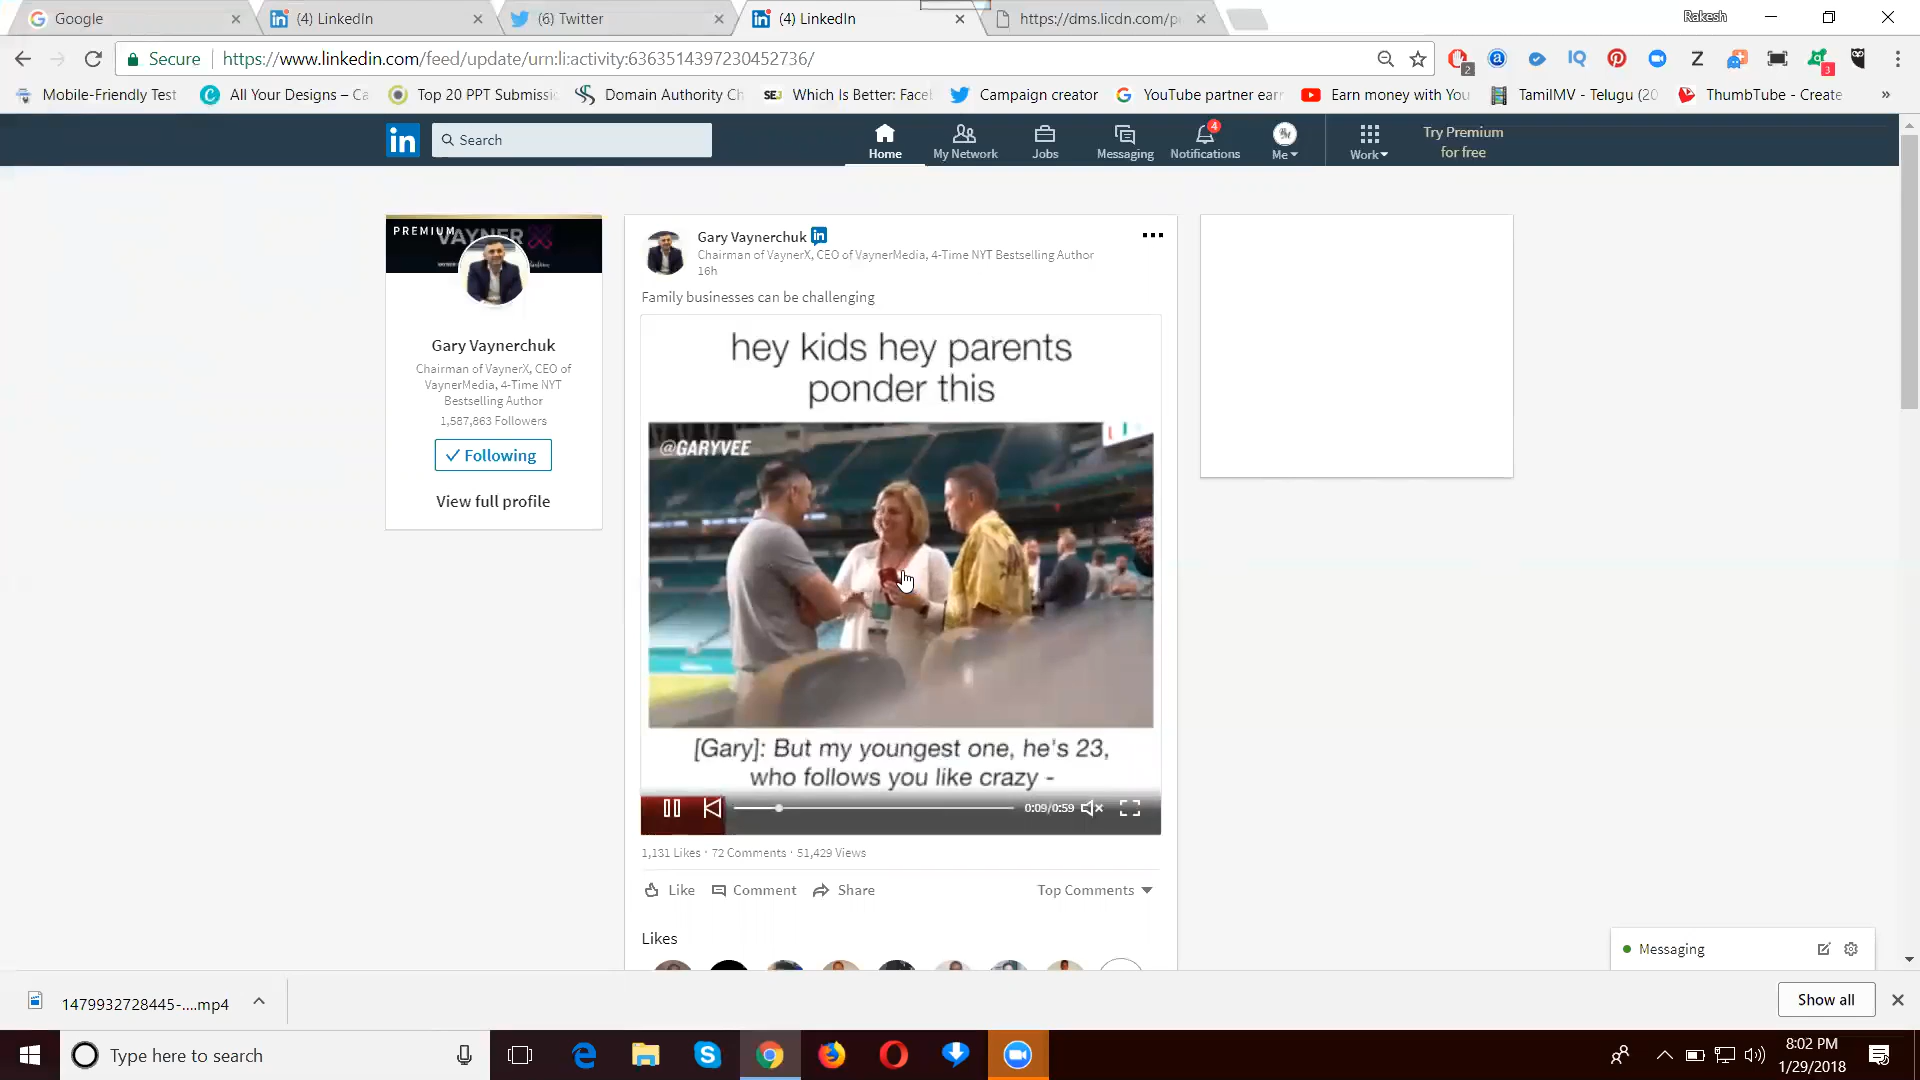 Google
(4) LinkedIn
(6) Twitter
(4) LinkedIn
https://dms.licdn.com/p
Rakesh
Secure
https://www.linkedin.com/feed/update/urn:li:activity:6363514397230452736/
2
3
Mobile-Friendly Test
All Your Designs – Ca
Top 20 PPT Submissic
Domain Authority Ch
Which Is Better: Face
Campaign creator
YouTube partner earn
Earn money with You
TamilMV - Telugu (20
ThumbTube - Create
in
Search
Home
My Network
Jobs
Messaging
4
Notifications
Me
Work
Try Premium
for free
PREMIUM
VAYNER
Gary Vaynerchuk
Chairman of VaynerX, CEO of
VaynerMedia, 4-Time NYT
Bestselling Author
1,587,863 Followers
Following
View full profile
Gary Vaynerchuk in
Chairman of VaynerX, CEO of VaynerMedia, 4-Time NYT Bestselling Author
16h
Family businesses can be challenging
hey kids hey parents
ponder this
@GARYVEE
[Gary]: But my youngest one, he's 23,
who follows you like crazy -
0:09/0:59
1,131 Likes · 72 Comments · 51,429 Views
Like
Comment
Share
Top Comments
Likes
Messaging
1479932728445-....mp4
Show all
Type here to search
8:02 PM
1/29/2018